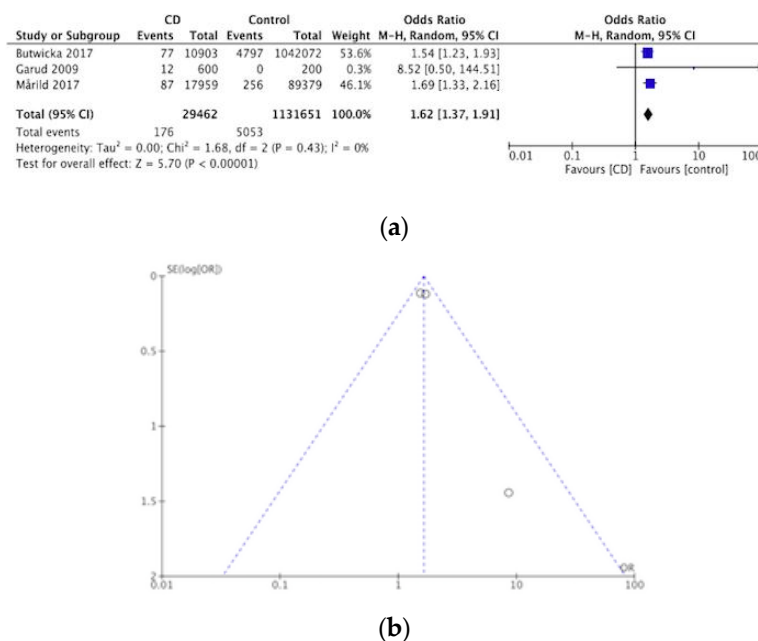 CD Control Odds Ratio Odds Ratio
Study or Subgroup Events Total Events Total Weight M-H, Random, 95% CI M-H, Random, 95% CI
Butwicka 2017 77 10903 4797 1042072 53.6% 1.54 [1.23, 1.93]
Garud 2009 12 600 0 200 0.3% 8.52 [0.50, 144.51]
Mårild 2017 87 17959 256 89379 46.1% 1.69 [1.33, 2.16]
Total (95% CI) 29462 1131651 100.0% 1.62 [1.37, 1.91]
Total events 176 5053
Heterogeneity: Tau² = 0.00; Chi² = 1.68, df = 2 (P = 0.43); I² = 0%
Test for overall effect: Z = 5.70 (P < 0.00001)
0.01 0.1 1 10 100
Favours [CD] Favours [control]
(a)
SE(log[OR])
0
0.5
1
1.5
2
OR
0.01 0.1 1 10 100
(b)